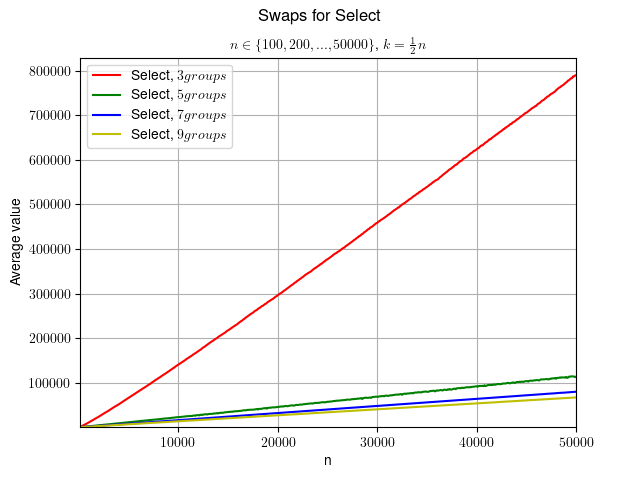 Swaps for Select
n ∈ {100, 200, ..., 50000}, k = 1/2 n
800000
700000
600000
500000
400000
300000
200000
100000
Average value
Select, 3groups
Select, 5groups
Select, 7groups
Select, 9groups
10000 20000 30000 40000 50000
n